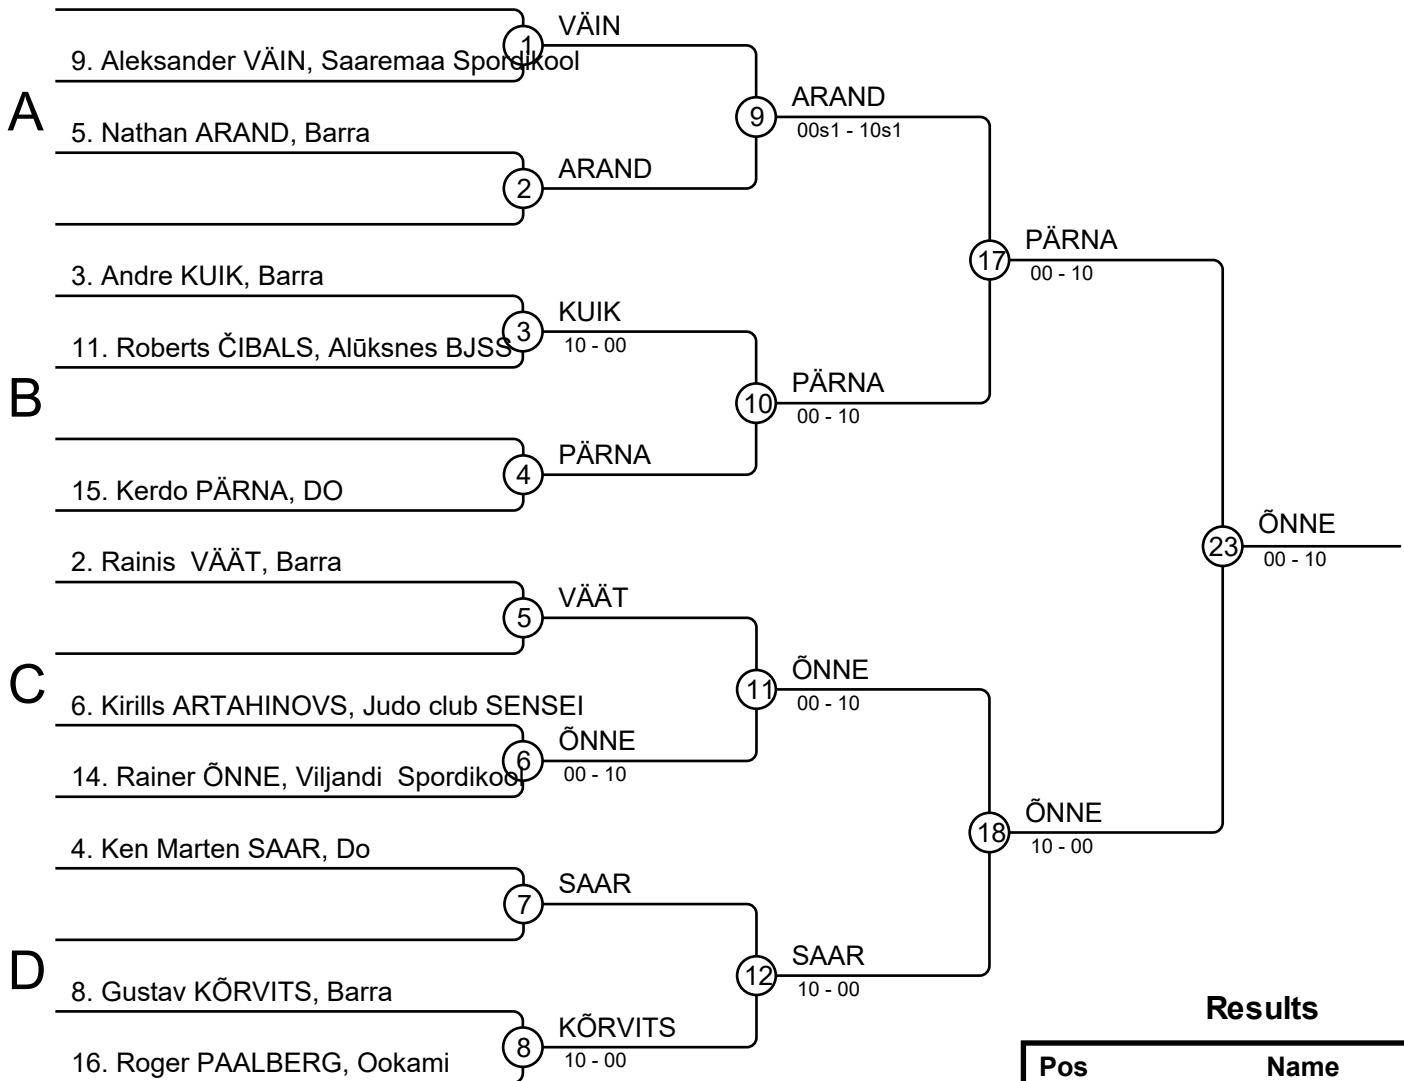 A
9. Aleksander VÄIN, Saaremaa Spordikool
5. Nathan ARAND, Barra
1
VÄIN
2
ARAND
9
ARAND
00s1 - 10s1
B
3. Andre KUIK, Barra
11. Roberts ČIBALS, Alūksnes BJSS
15. Kerdo PÄRNA, DO
3
KUIK
10 - 00
4
PÄRNA
10
PÄRNA
00 - 10
17
PÄRNA
00 - 10
C
2. Rainis  VÄÄT, Barra
6. Kirills ARTAHINOVS, Judo club SENSEI
14. Rainer ÕNNE, Viljandi  Spordikool
5
VÄÄT
6
ÕNNE
00 - 10
11
ÕNNE
00 - 10
D
4. Ken Marten SAAR, Do
8. Gustav KÕRVITS, Barra
16. Roger PAALBERG, Ookami
7
SAAR
8
KÕRVITS
10 - 00
12
SAAR
10 - 00
18
ÕNNE
10 - 00
23
ÕNNE
00 - 10
Results
Pos Name